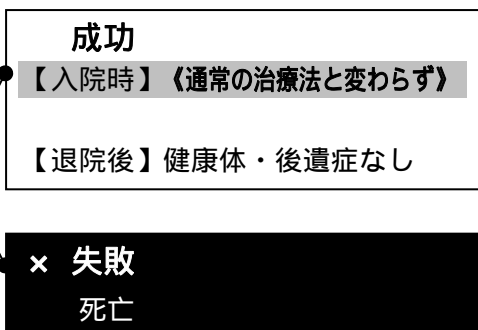 成功
【入院時】《通常の治療法と変わらず》
【退院後】健康体・後遺症なし
× 失敗
死亡